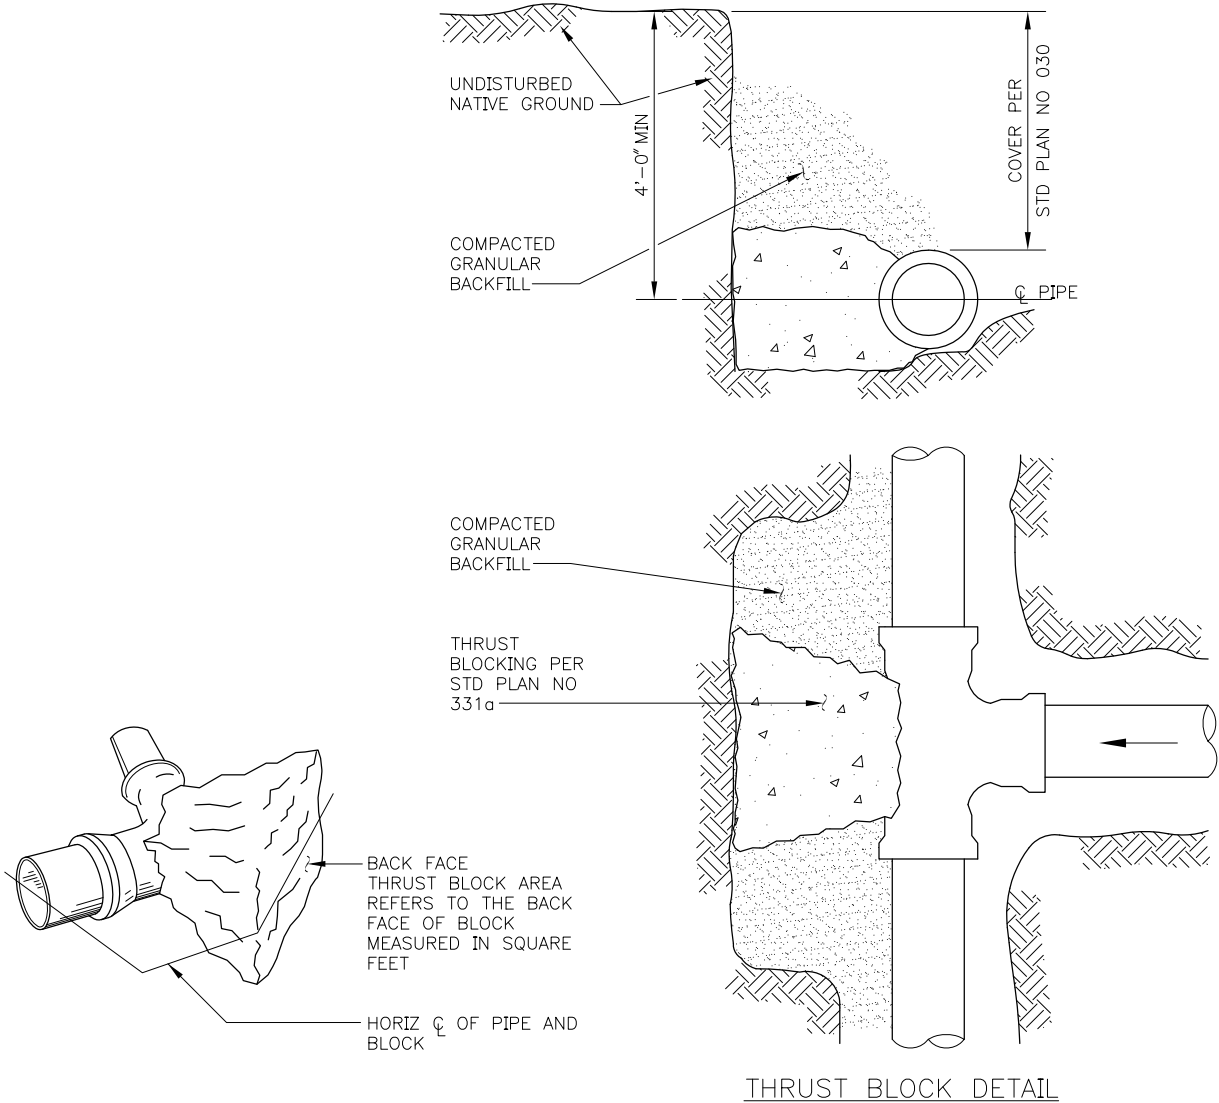 UNDISTURBED
NATIVE GROUND
4'-0" MIN
COVER PER
STD PLAN NO 030
COMPACTED
GRANULAR
BACKFILL
℄ PIPE
COMPACTED
GRANULAR
BACKFILL
THRUST
BLOCKING PER
STD PLAN NO
331a
BACK FACE
THRUST BLOCK AREA
REFERS TO THE BACK
FACE OF BLOCK
MEASURED IN SQUARE
FEET
HORIZ ℄ OF PIPE AND
BLOCK
THRUST BLOCK DETAIL